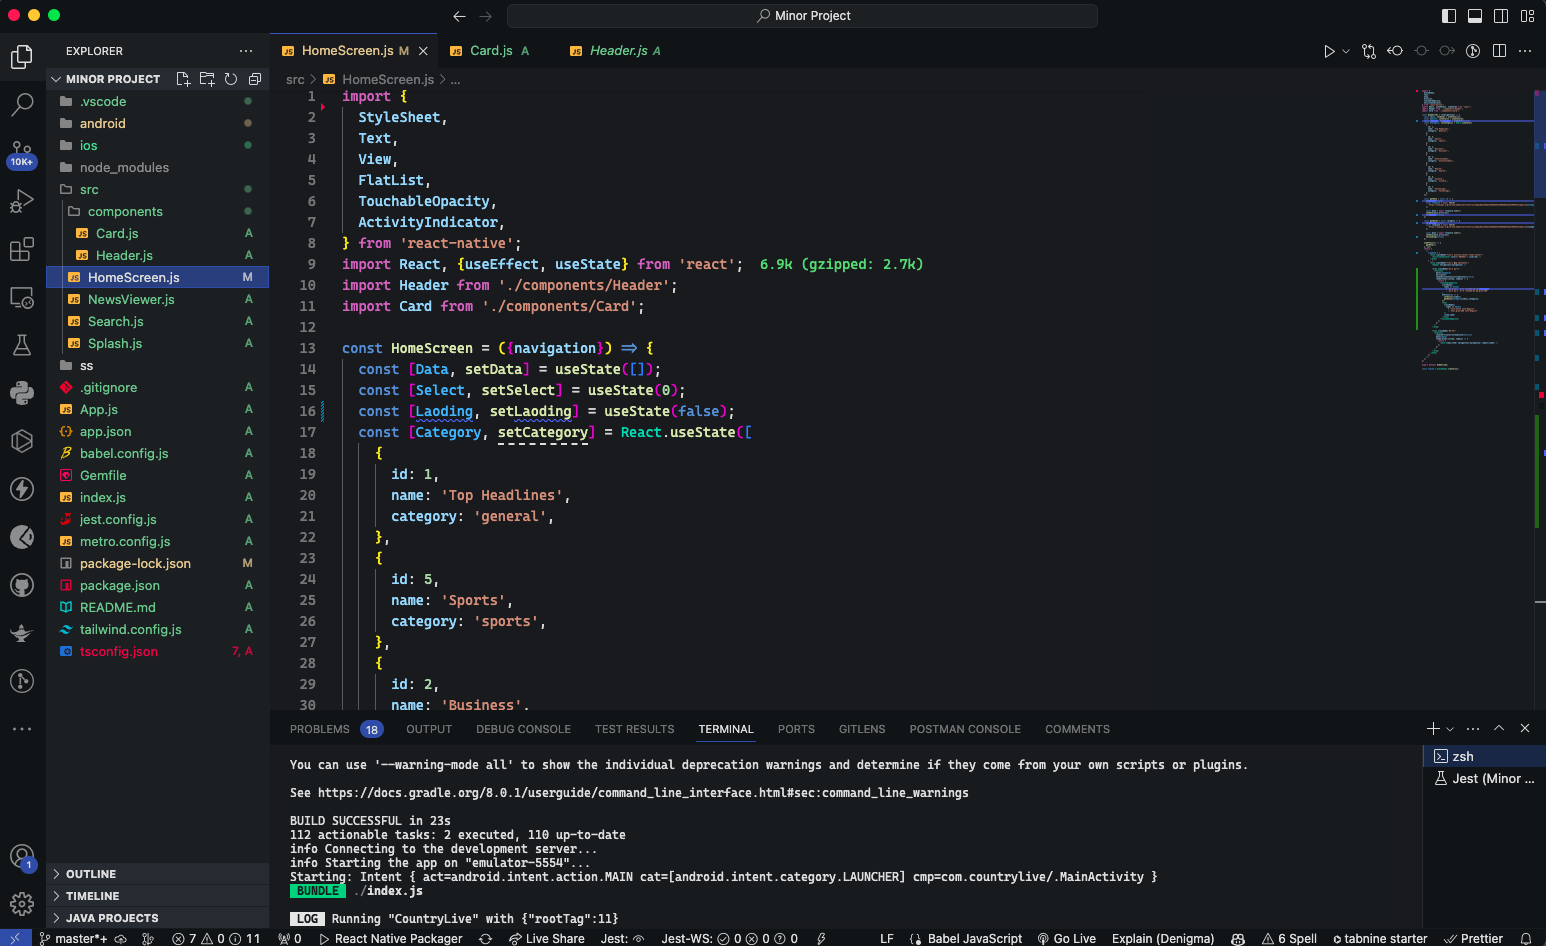 Minor Project
EXPLORER
HomeScreen.js M
Card.js A
Header.js A
MINOR PROJECT
src > HomeScreen.js > ...
.vscode
android
ios
node_modules
src
components
Card.js A
Header.js A
HomeScreen.js M
NewsViewer.js A
Search.js A
Splash.js A
ss
.gitignore A
App.js A
app.json A
babel.config.js A
Gemfile A
index.js A
jest.config.js A
metro.config.js A
package-lock.json M
package.json A
README.md A
tailwind.config.js A
tsconfig.json 7, A
10K+
1
OUTLINE
TIMELINE
JAVA PROJECTS
1 import {
2 StyleSheet,
3 Text,
4 View,
5 FlatList,
6 TouchableOpacity,
7 ActivityIndicator,
8 } from 'react-native';
9 import React, {useEffect, useState} from 'react'; 6.9k (gzipped: 2.7k)
10 import Header from './components/Header';
11 import Card from './components/Card';
12
13 const HomeScreen = ({navigation}) => {
14 const [Data, setData] = useState([]);
15 const [Select, setSelect] = useState(0);
16 const [Laoding, setLaoding] = useState(false);
17 const [Category, setCategory] = React.useState([
18 {
19 id: 1,
20 name: 'Top Headlines',
21 category: 'general',
22 },
23 {
24 id: 5,
25 name: 'Sports',
26 category: 'sports',
27 },
28 {
29 id: 2,
30 name: 'Business',
PROBLEMS 18 OUTPUT DEBUG CONSOLE TEST RESULTS TERMINAL PORTS GITLENS POSTMAN CONSOLE COMMENTS
You can use '--warning-mode all' to show the individual deprecation warnings and determine if they come from your own scripts or plugins.
See https://docs.gradle.org/8.0.1/userguide/command_line_interface.html#sec:command_line_warnings
BUILD SUCCESSFUL in 23s
112 actionable tasks: 2 executed, 110 up-to-date
info Connecting to the development server...
info Starting the app on "emulator-5554"...
Starting: Intent { act=android.intent.action.MAIN cat=[android.intent.category.LAUNCHER] cmp=com.countrylive/.MainActivity }
BUNDLE ./index.js
LOG Running "CountryLive" with {"rootTag":11}
zsh
Jest (Minor ...
master*+ 7 0 11 0 React Native Packager Live Share Jest: Jest-WS: 0 0 0 LF Babel JavaScript Go Live Explain (Denigma) 6 Spell tabnine starter Prettier